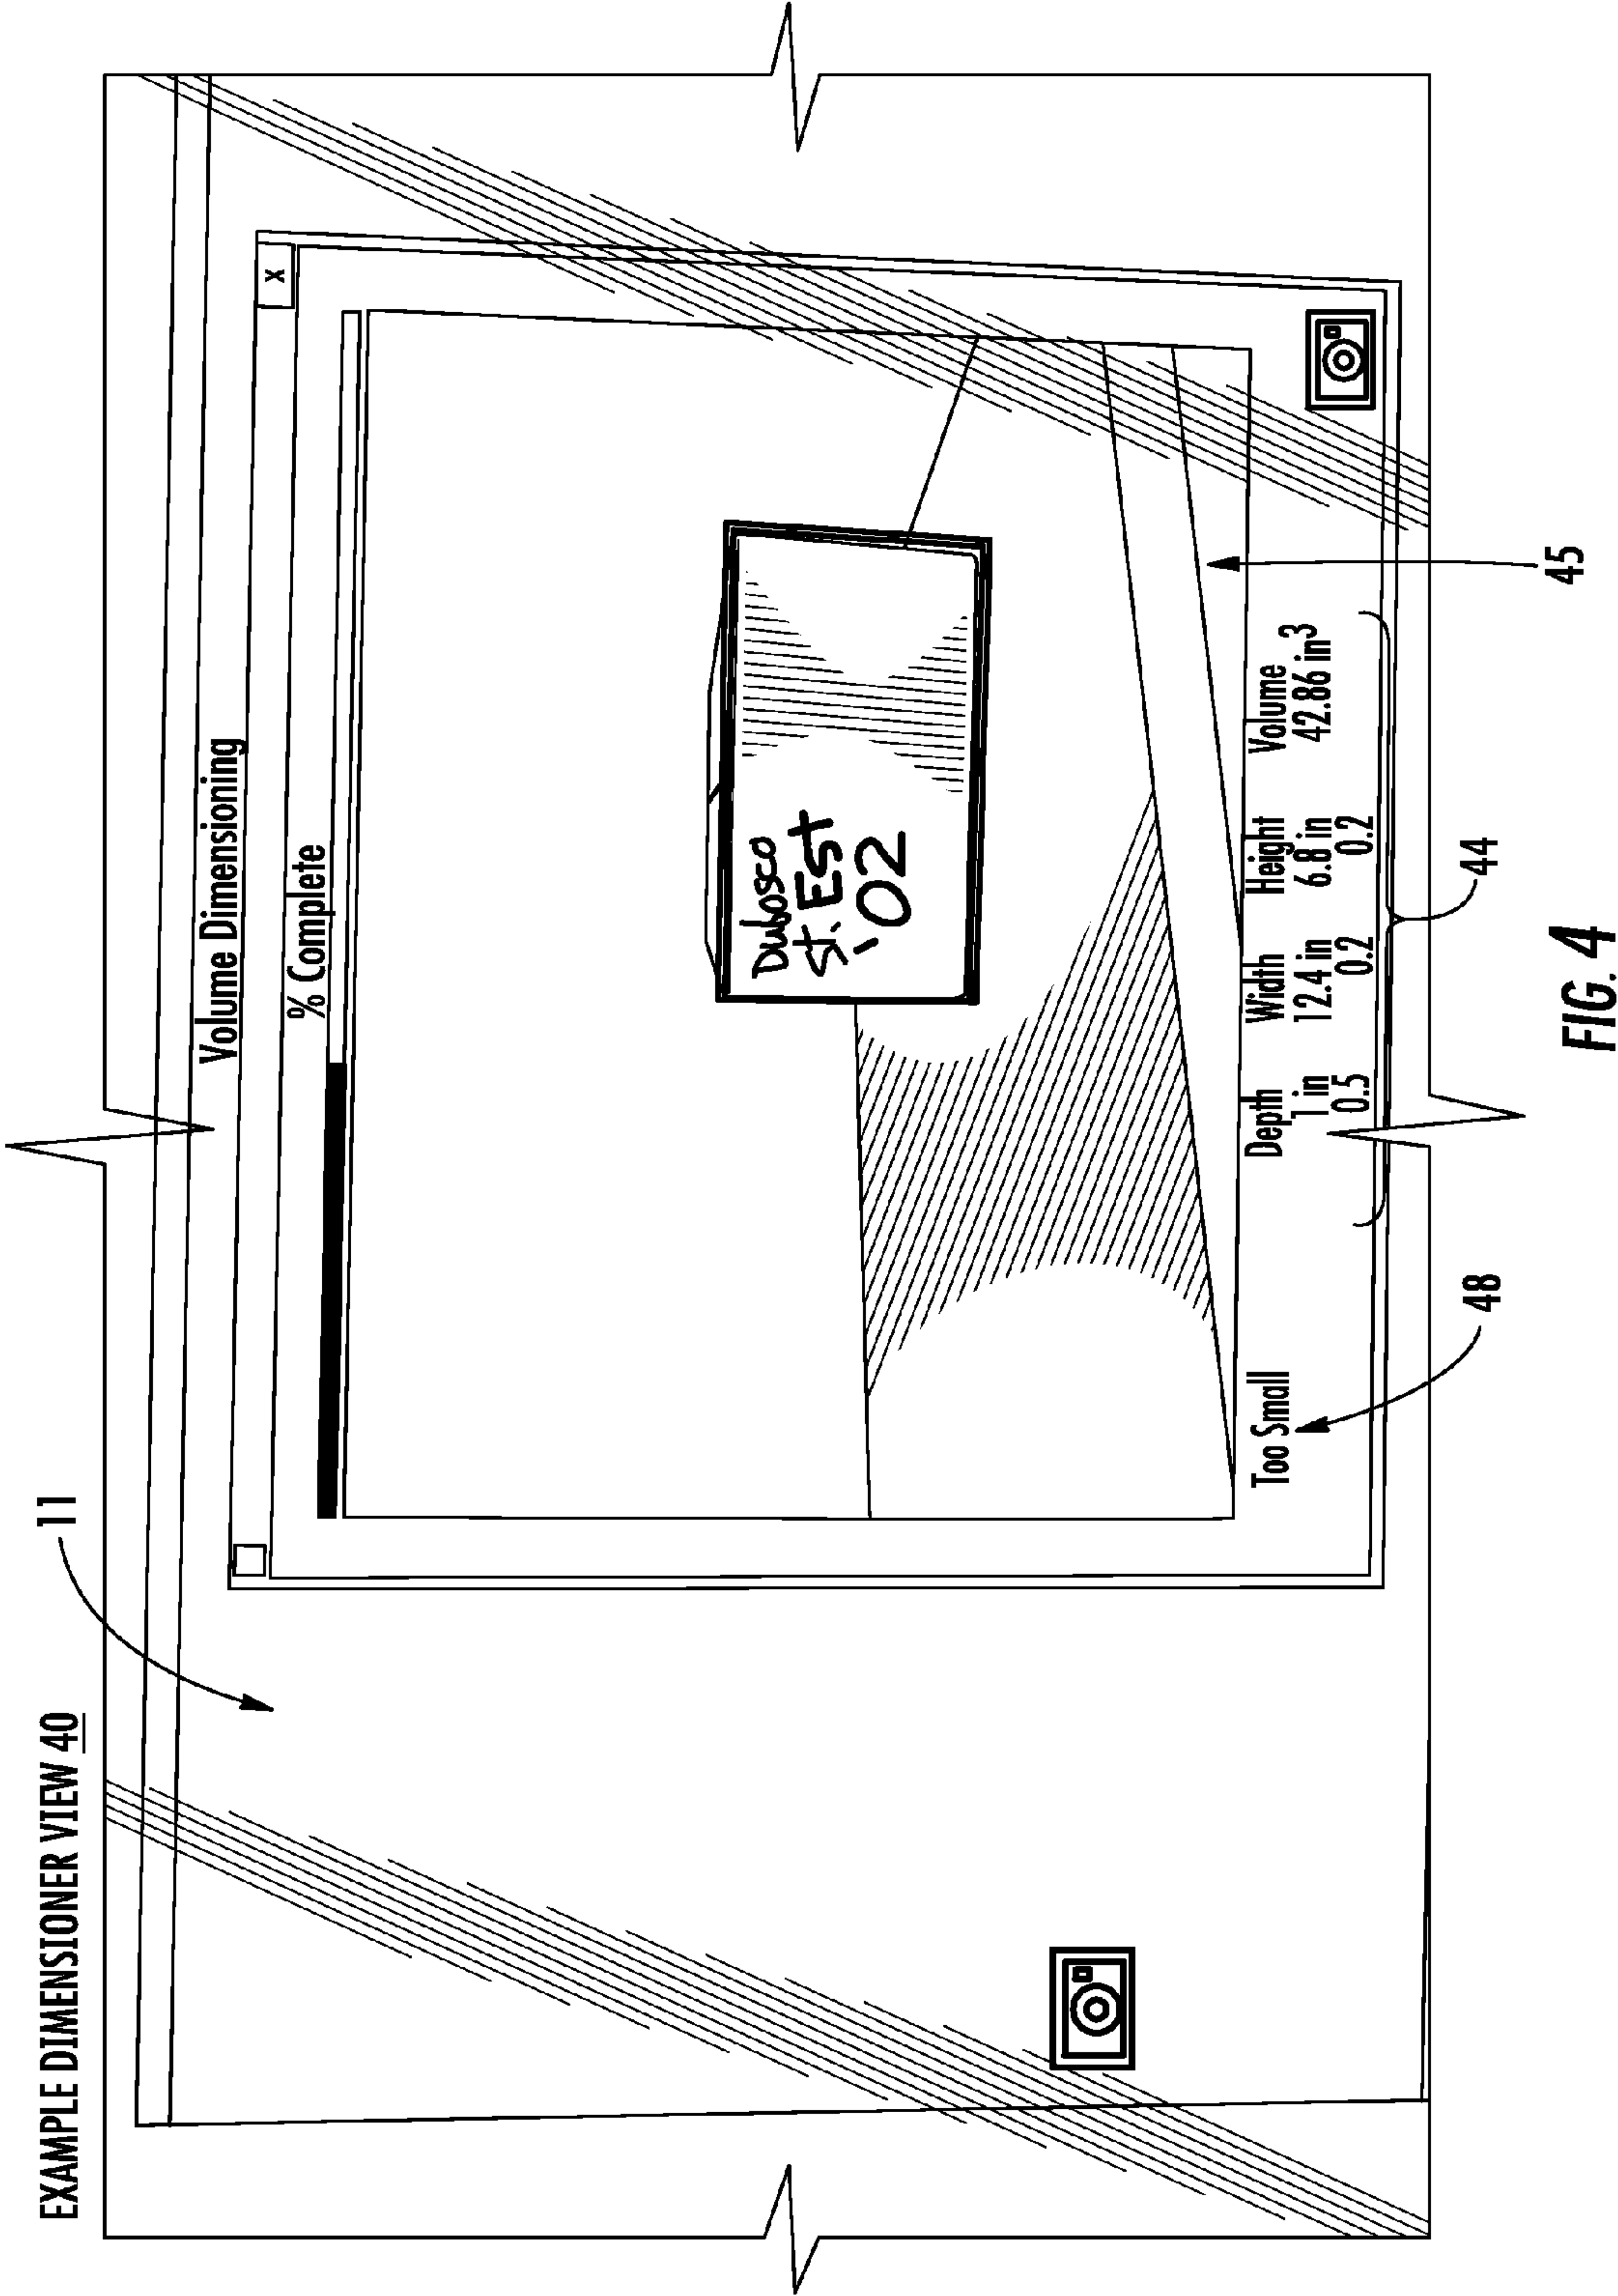 EXAMPLE DIMENSIONER VIEW 40
11
Volume Dimensioning
X
% Complete
Dubosco
St. Est
-02
Too Small
Depth Width Height Volume
1 in 12.4 in 6.8 in 42.86 in³
0.5 0.2 0.2
48
44
45
FIG. 4